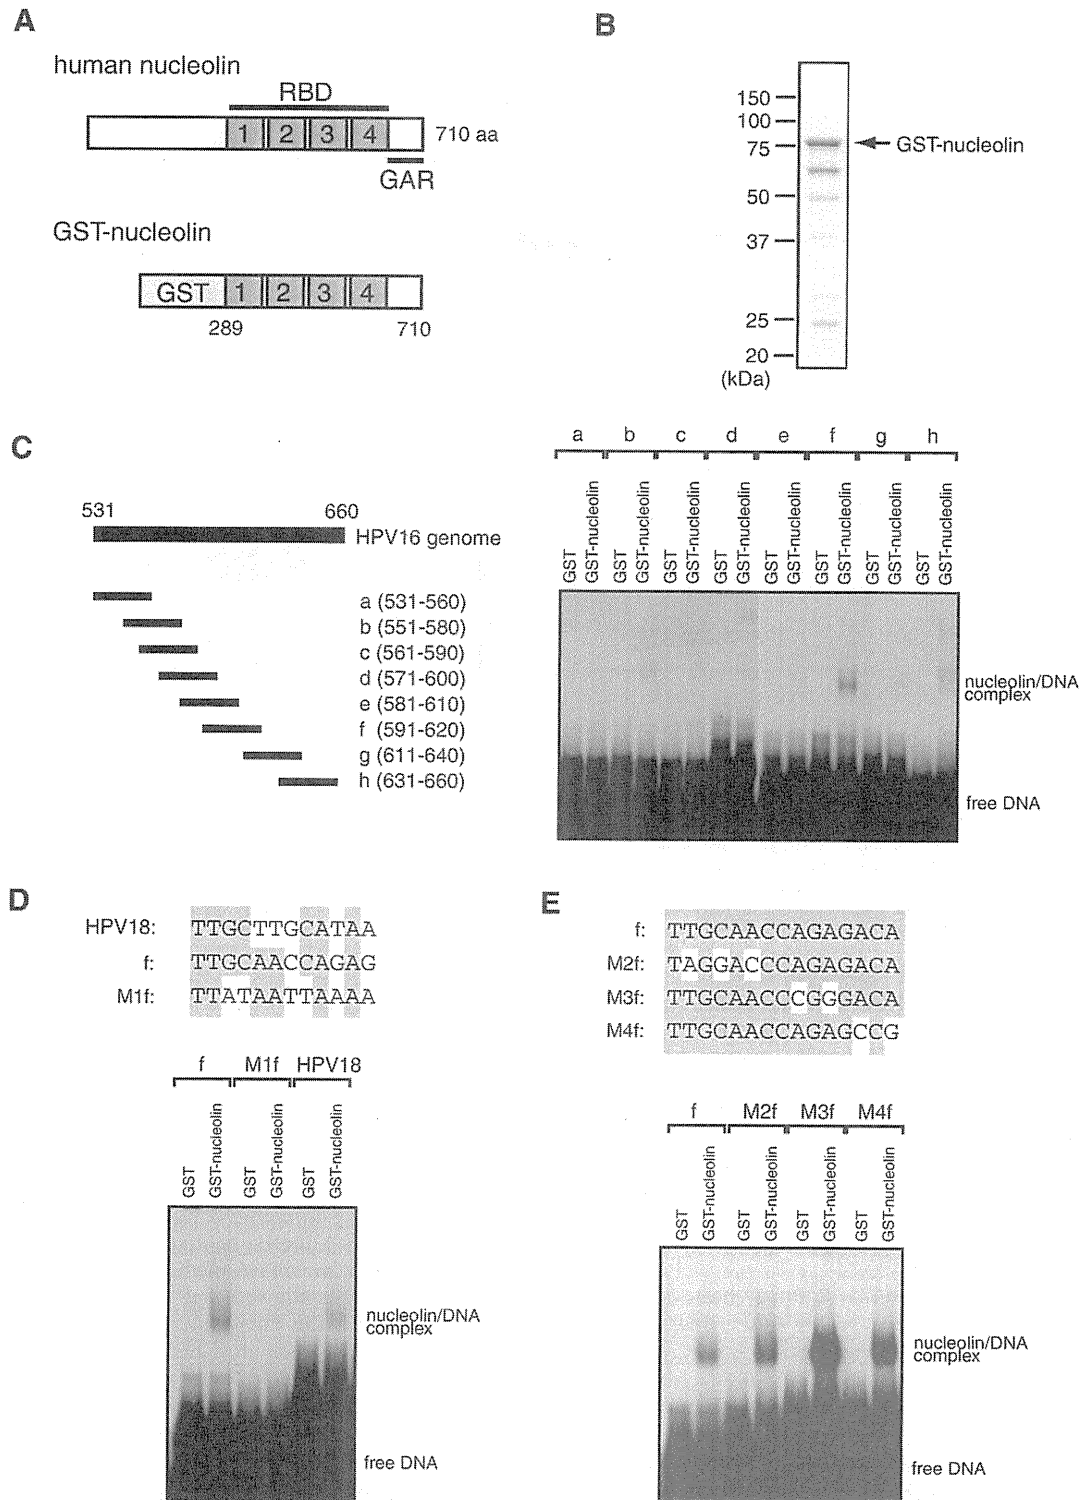 A
human nucleolin
RBD
1 2 3 4
710 aa
GAR
GST-nucleolin
GST 1 2 3 4
289 710
B
150
100
75
50
37
25
20
(kDa)
GST-nucleolin
C
531 660
HPV16 genome
a (531-560)
b (551-580)
c (561-590)
d (571-600)
e (581-610)
f (591-620)
g (611-640)
h (631-660)
a b c d e f g h
GST GST-nucleolin GST GST-nucleolin GST GST-nucleolin GST GST-nucleolin GST GST-nucleolin GST GST-nucleolin GST GST-nucleolin GST GST-nucleolin
nucleolin/DNA
complex
free DNA
D
HPV18: TTGCTTGCATAA
f: TTGCAACCAGAG
M1f: TTATAATTAAAA
f M1f HPV18
GST GST-nucleolin GST GST-nucleolin GST GST-nucleolin
nucleolin/DNA
complex
free DNA
E
f: TTGCAACCAGAGACA
M2f: TAGGACCCAGAGACA
M3f: TTGCAACCCGGGACA
M4f: TTGCAACCAGAGCCG
f M2f M3f M4f
GST GST-nucleolin GST GST-nucleolin GST GST-nucleolin GST GST-nucleolin
nucleolin/DNA
complex
free DNA